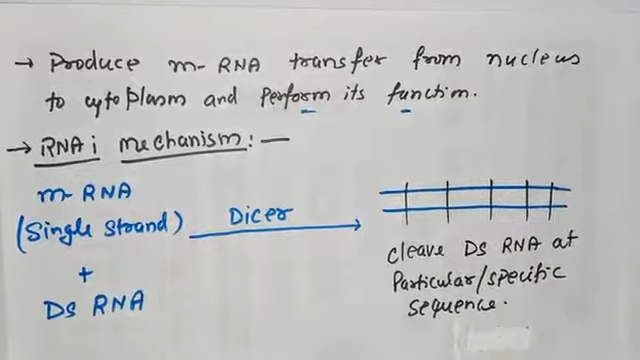 → Produce m-RNA transfer from nucleus
to cytoplasm and Perform its function.
→ RNA i mechanism: —
m-RNA
(Single strand) Dicer
+
Ds RNA
cleave Ds RNA at
Particular/specific
sequence.